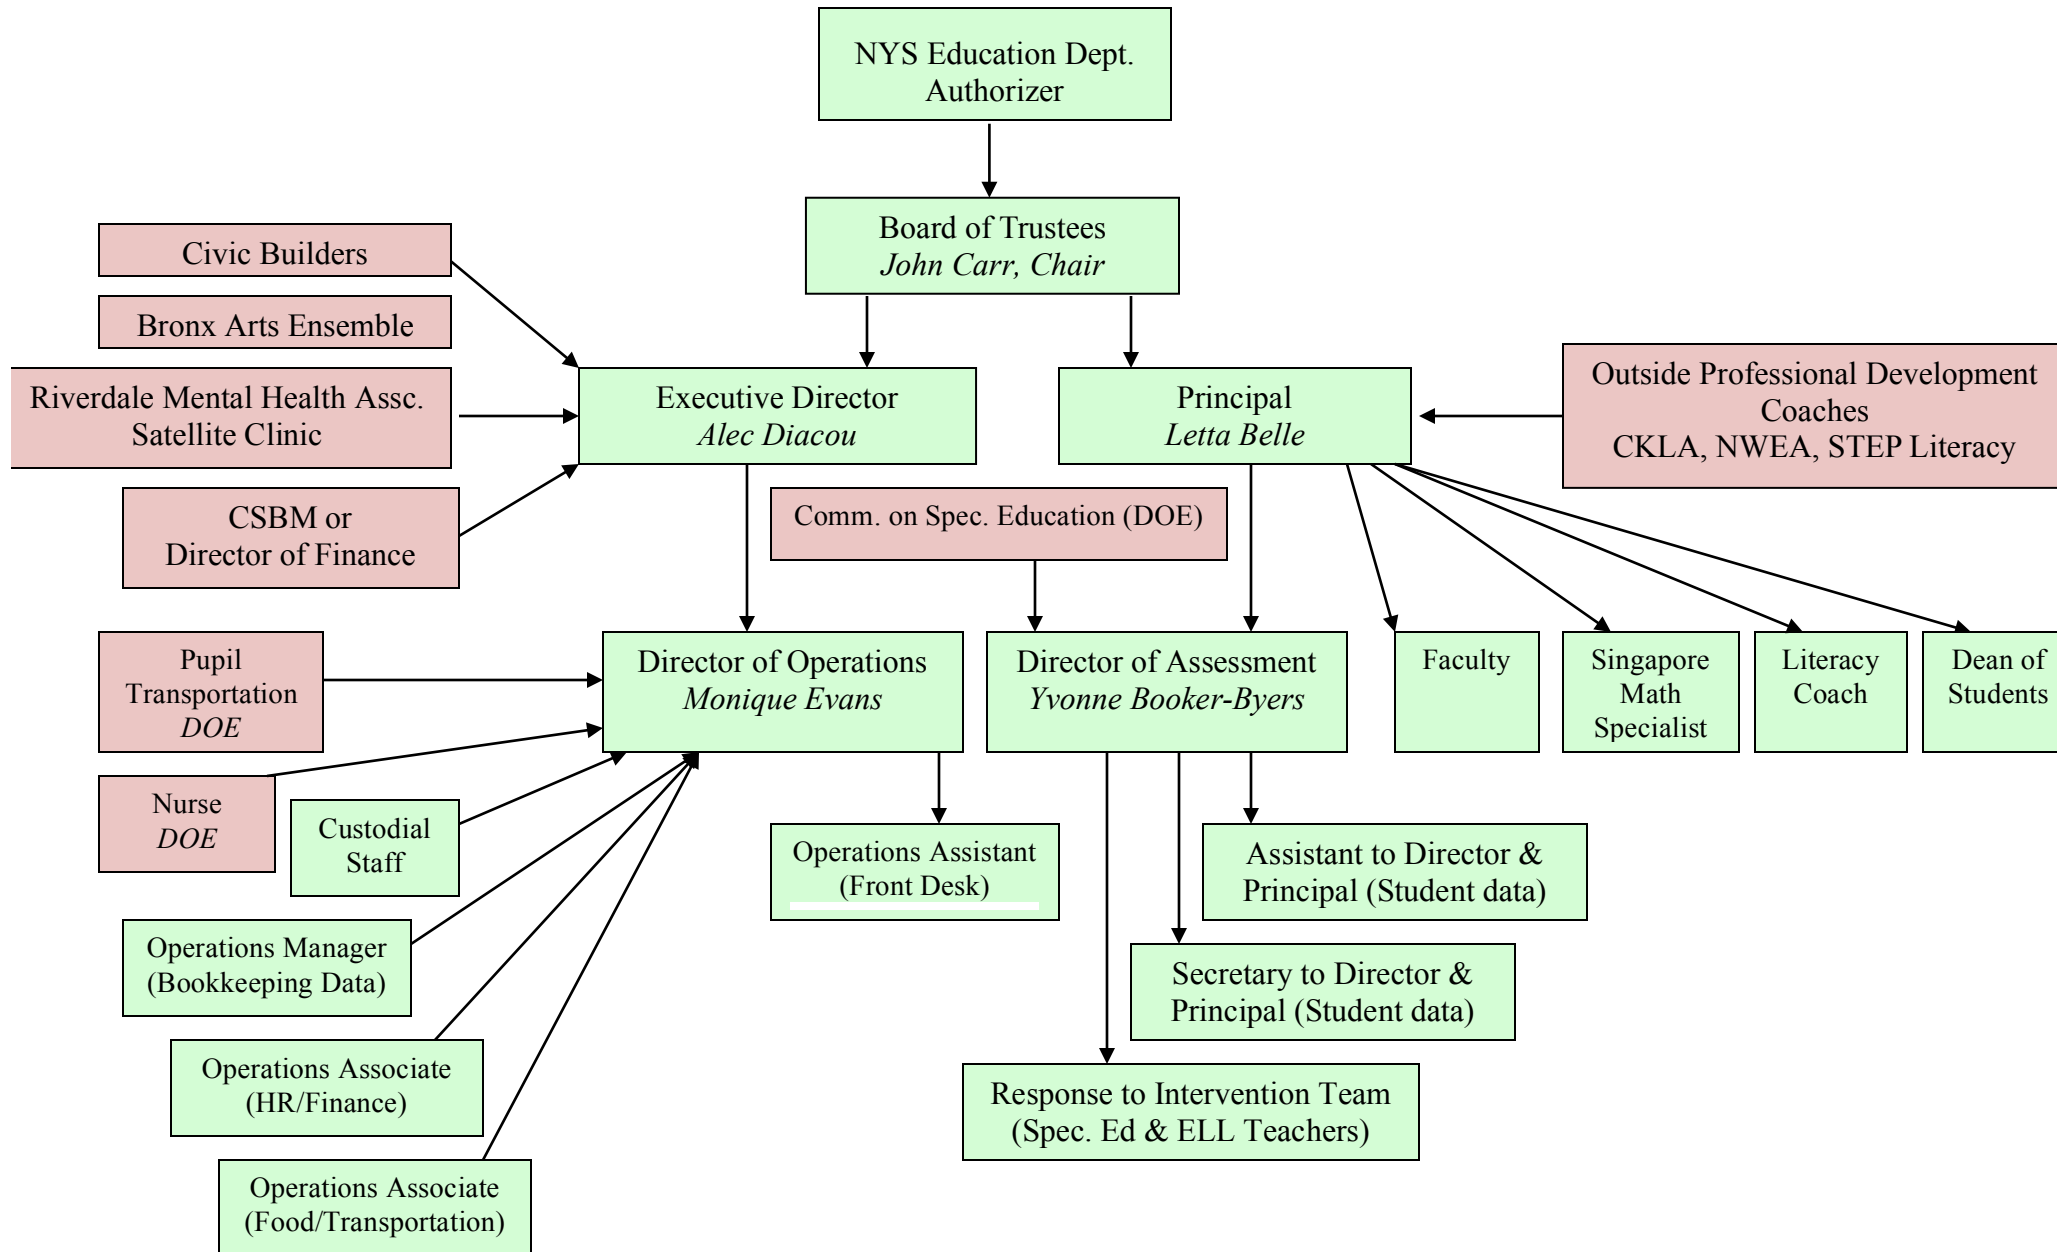 NYS Education Dept.
Authorizer
Board of Trustees
John Carr, Chair
Civic Builders
Bronx Arts Ensemble
Riverdale Mental Health Assc.
Satellite Clinic
Executive Director
Alec Diacou
Principal
Letta Belle
Outside Professional Development
Coaches
CKLA, NWEA, STEP Literacy
CSBM or
Director of Finance
Comm. on Spec. Education (DOE)
Pupil
Transportation
DOE
Director of Operations
Monique Evans
Director of Assessment
Yvonne Booker-Byers
Faculty
Singapore
Math
Specialist
Literacy
Coach
Dean of
Students
Nurse
DOE
Custodial
Staff
Operations Assistant
(Front Desk)
Assistant to Director &
Principal (Student data)
Operations Manager
(Bookkeeping Data)
Secretary to Director &
Principal (Student data)
Operations Associate
(HR/Finance)
Response to Intervention Team
(Spec. Ed & ELL Teachers)
Operations Associate
(Food/Transportation)